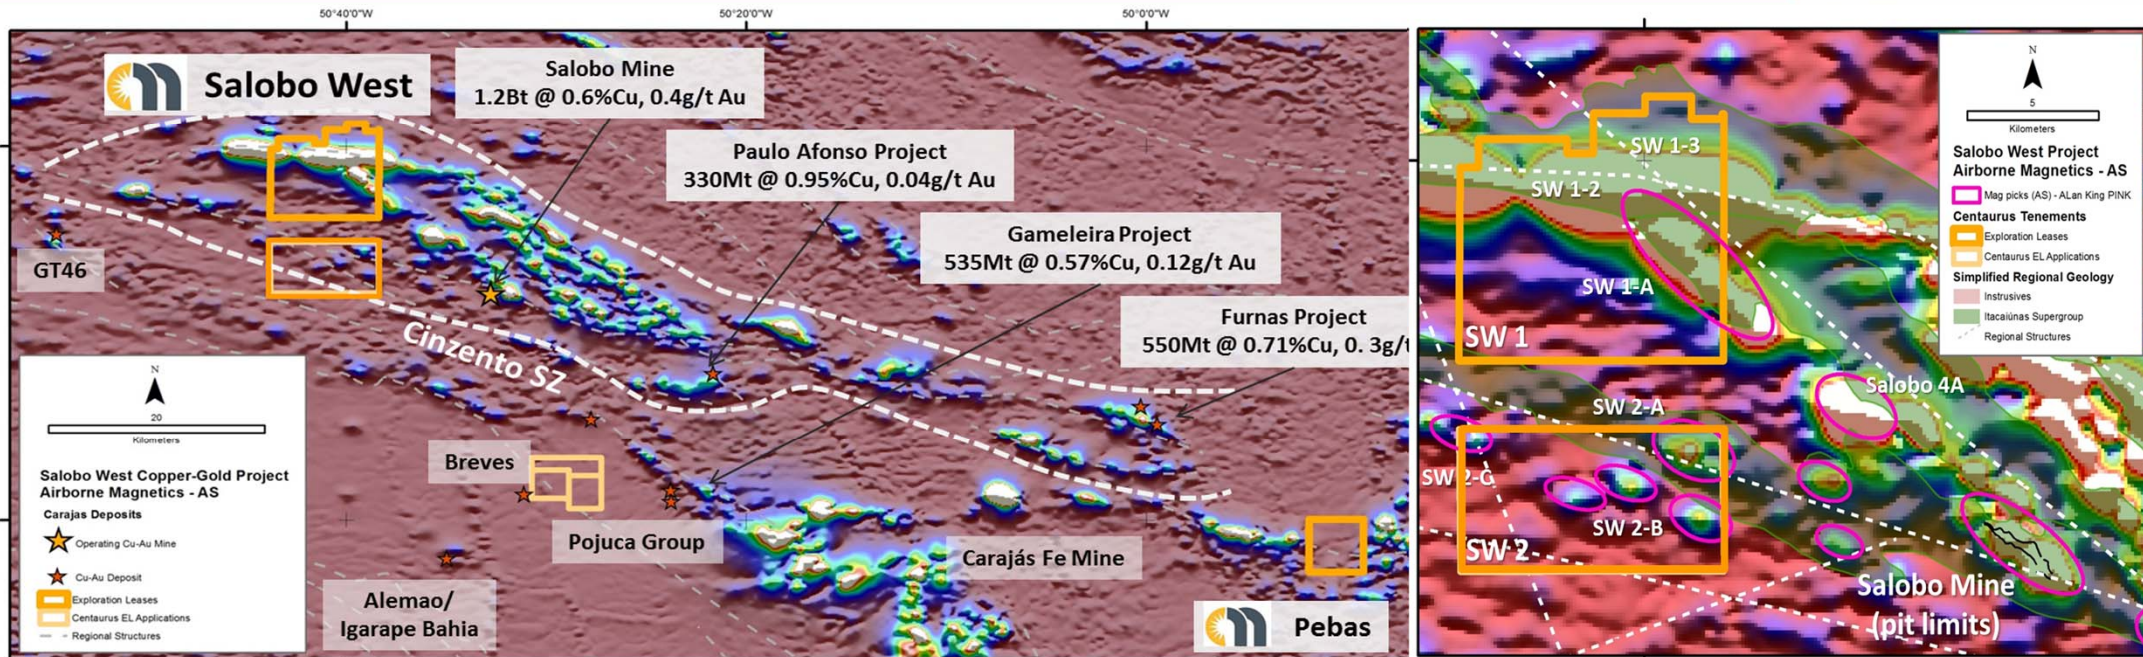 50°40'0"W
50°20'0"W
50°0'0"W
Salobo West
Salobo Mine
1.2Bt @ 0.6%Cu, 0.4g/t Au
Paulo Afonso Project
330Mt @ 0.95%Cu, 0.04g/t Au
Gameleira Project
535Mt @ 0.57%Cu, 0.12g/t Au
Furnas Project
550Mt @ 0.71%Cu, 0. 3g/t
GT46
Cinzento SZ
Breves
Pojuca Group
Carajás Fe Mine
Alemao/
Igarape Bahia
Pebas
N
20
Kilometers
Salobo West Copper-Gold Project
Airborne Magnetics - AS
Carajas Deposits
Operating Cu-Au Mine
Cu-Au Deposit
Exploration Leases
Centaurus EL Applications
Regional Structures
SW 1-3
SW 1-2
SW 1-A
SW 1
Salobo 4A
SW 2-A
SW 2-C
SW 2-B
SW 2
Salobo Mine
(pit limits)
N
5
Kilometers
Salobo West Project
Airborne Magnetics - AS
Mag picks (AS) - ALan King PINK
Centaurus Tenements
Exploration Leases
Centaurus EL Applications
Simplified Regional Geology
Instrusives
Itacaiúnas Supergroup
Regional Structures